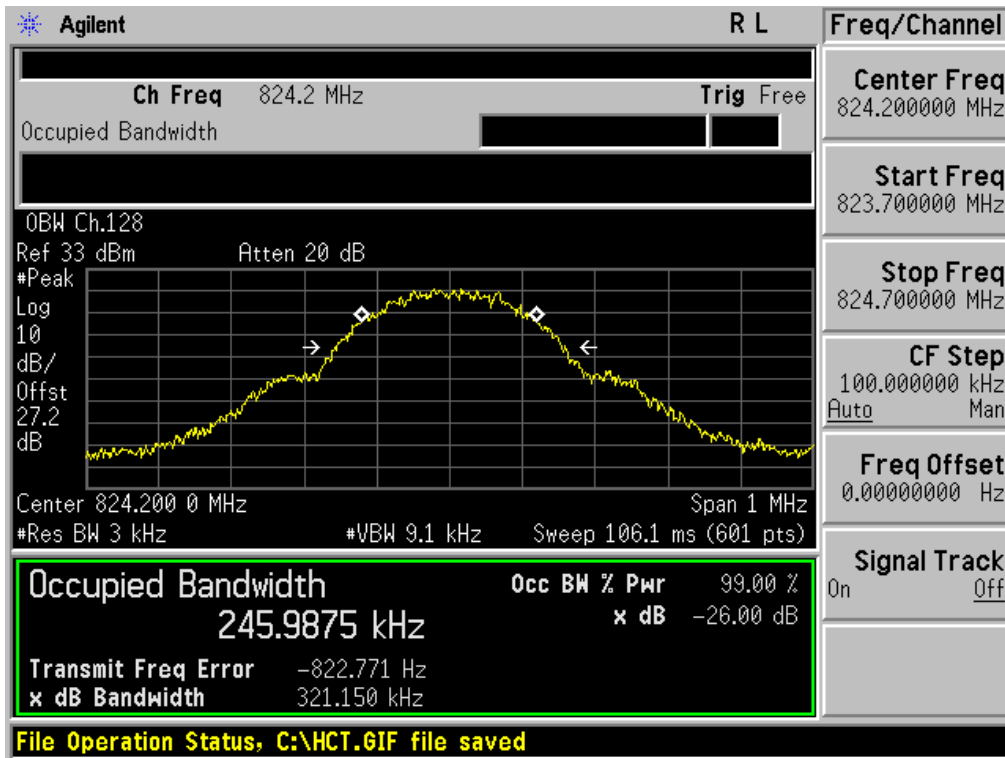 Agilent
R L
Freq/Channel
Ch Freq 824.2 MHz
Trig Free
Occupied Bandwidth
Center Freq
824.200000 MHz
Start Freq
823.700000 MHz
Stop Freq
824.700000 MHz
CF Step
100.000000 kHz
Auto Man
Freq Offset
0.00000000 Hz
Signal Track
On Off
OBW Ch.128
Ref 33 dBm
Atten 20 dB
#Peak
Log
10
dB/
Offst
27.2
dB
Center 824.200 0 MHz
Span 1 MHz
#Res BW 3 kHz
#VBW 9.1 kHz
Sweep 106.1 ms (601 pts)
Occupied Bandwidth
245.9875 kHz
Occ BW % Pwr 99.00 %
x dB -26.00 dB
Transmit Freq Error -822.771 Hz
x dB Bandwidth 321.150 kHz
File Operation Status, C:\HCT.GIF file saved